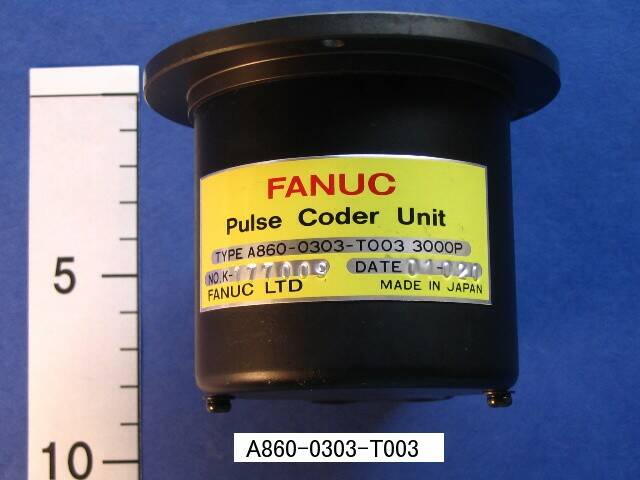 FANUC
Pulse Coder Unit
TYPE A860-0303-T003 3000P
NO.K- DATE
FANUC LTD MADE IN JAPAN
5
10
A860-0303-T003